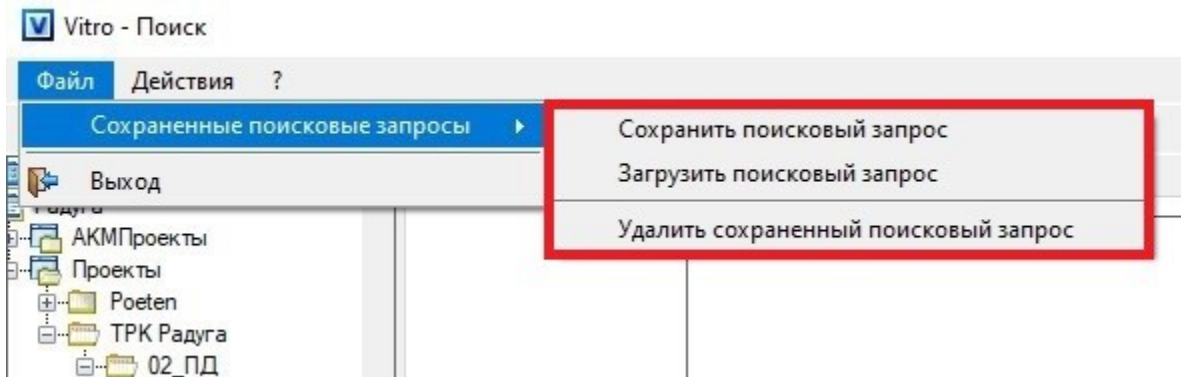 Vitro - Поиск
Файл Действия ?
Сохраненные поисковые запросы
Выход
Сохранить поисковый запрос
Загрузить поисковый запрос
Удалить сохраненный поисковый запрос
Радуга
АКМПроекты
Проекты
Poeten
ТРК Радуга
02_ПД